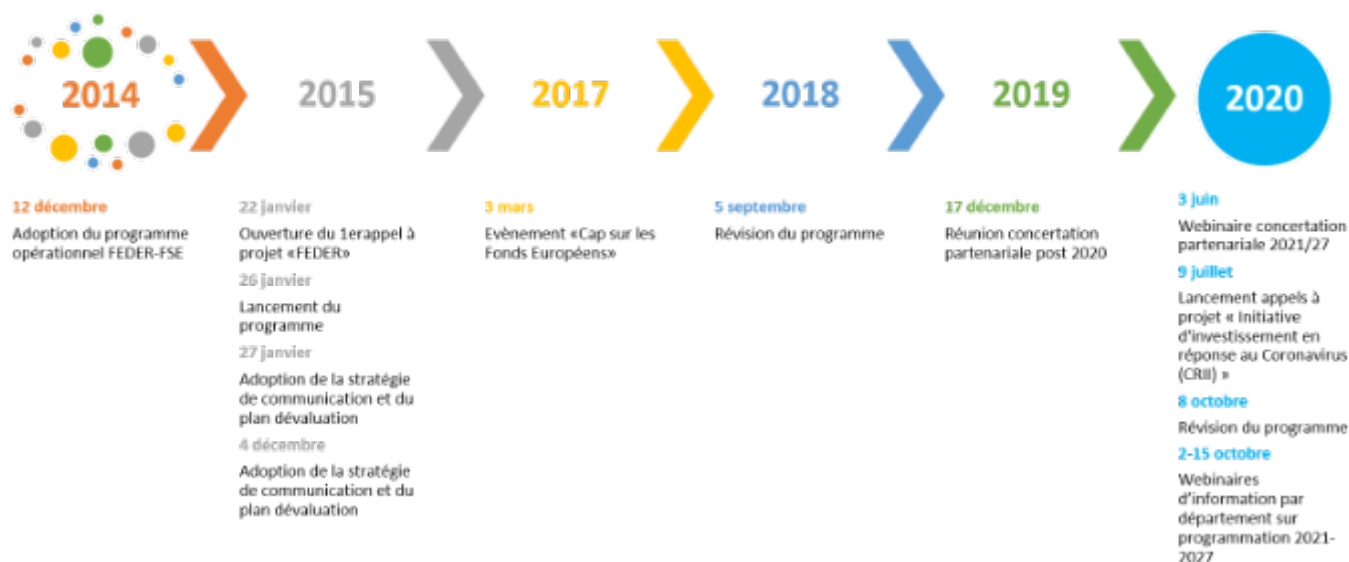 2014
2015
2017
2018
2019
2020
12 décembre
Adoption du programme
opérationnel FEDER-FSE
22 janvier
Ouverture du 1erappel à
projet «FEDER»
26 janvier
Lancement du
programme
27 janvier
Adoption de la stratégie
de communication et du
plan dévaluation
4 décembre
Adoption de la stratégie
de communication et du
plan dévaluation
3 mars
Evènement «Cap sur les
Fonds Européens»
5 septembre
Révision du programme
17 décembre
Réunion concertation
partenariale post 2020
3 juin
Webinaire concertation
partenariale 2021/27
9 juillet
Lancement appels à
projet « Initiative
d'investissement en
réponse au Coronavirus
(CRII) »
8 octobre
Révision du programme
2-15 octobre
Webinaires
d'information par
département sur
programmation 2021-
2027